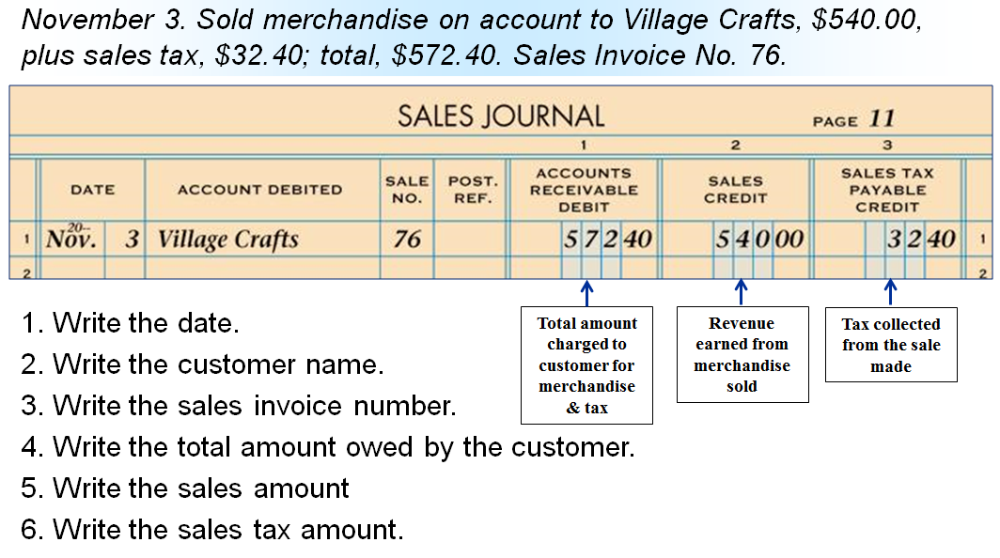 November 3. Sold merchandise on account to Village Crafts, $540.00,
plus sales tax, $32.40; total, $572.40. Sales Invoice No. 76.
SALES JOURNAL PAGE 11
1 2 3
DATE ACCOUNT DEBITED SALE NO. POST. REF. ACCOUNTS RECEIVABLE DEBIT SALES CREDIT SALES TAX PAYABLE CREDIT
20--
1 Nov. 3 Village Crafts 76 572 40 540 00 32 40 1
2 2
Total amount
charged to
customer for
merchandise
& tax
Revenue
earned from
merchandise
sold
Tax collected
from the sale
made
1. Write the date.
2. Write the customer name.
3. Write the sales invoice number.
4. Write the total amount owed by the customer.
5. Write the sales amount
6. Write the sales tax amount.